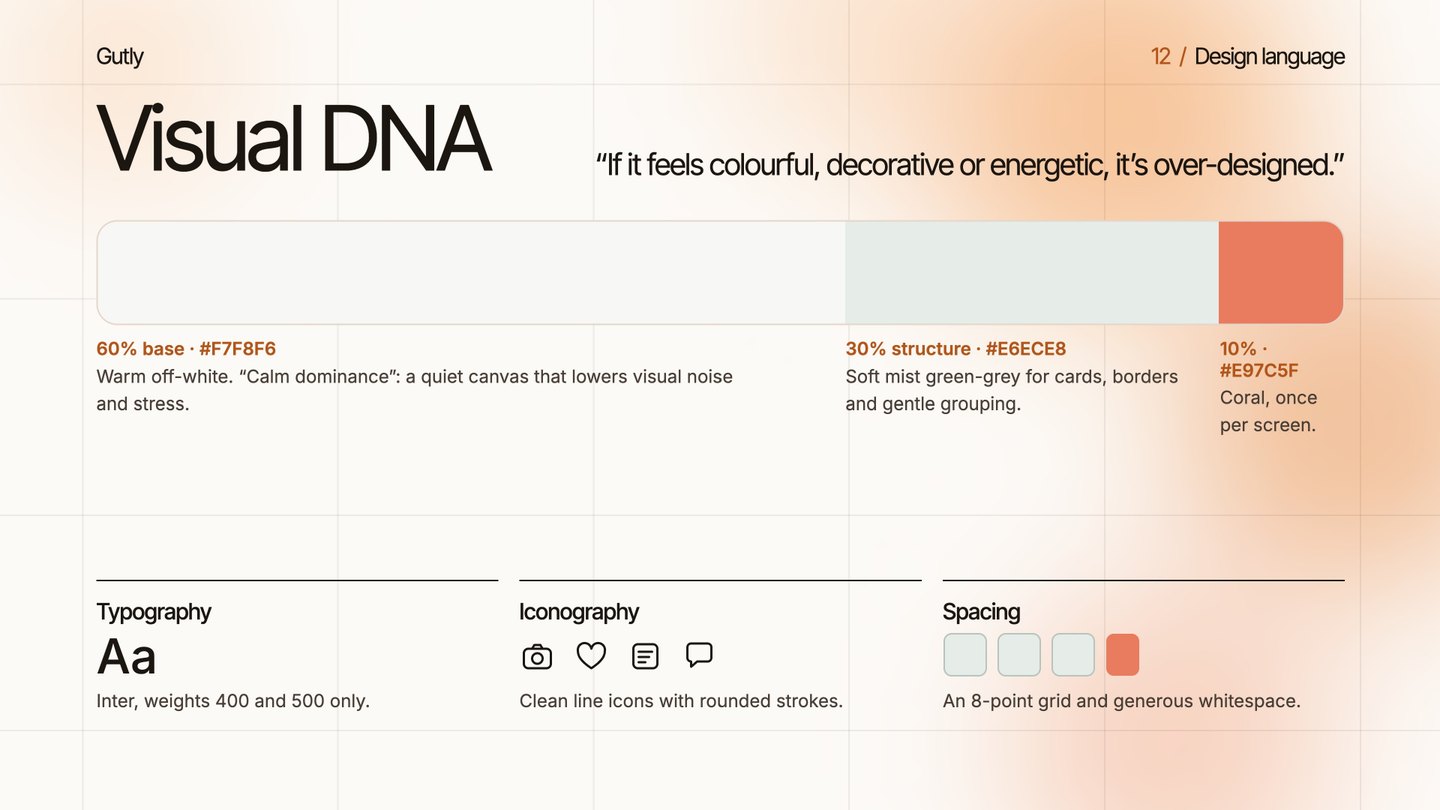 Gutly
12 / Design language
Visual DNA
“If it feels colourful, decorative or energetic, it’s over-designed.”
60% base · #F7F8F6
Warm off-white. “Calm dominance”: a quiet canvas that lowers visual noise
and stress.
30% structure · #E6ECE8
Soft mist green-grey for cards, borders
and gentle grouping.
10% ·
#E97C5F
Coral, once
per screen.
Typography
Aa
Inter, weights 400 and 500 only.
Iconography
Clean line icons with rounded strokes.
Spacing
An 8-point grid and generous whitespace.